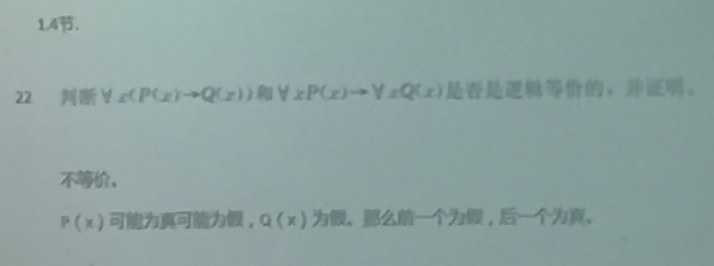 1.4节.
22 判断∀x(P(x)→Q(x))和∀xP(x)→∀xQ(x)是否是逻辑等价的。并证明。
不等价。
P(x)可能为真可能为假,Q(x)为假。那么前一个为假,后一个为真。